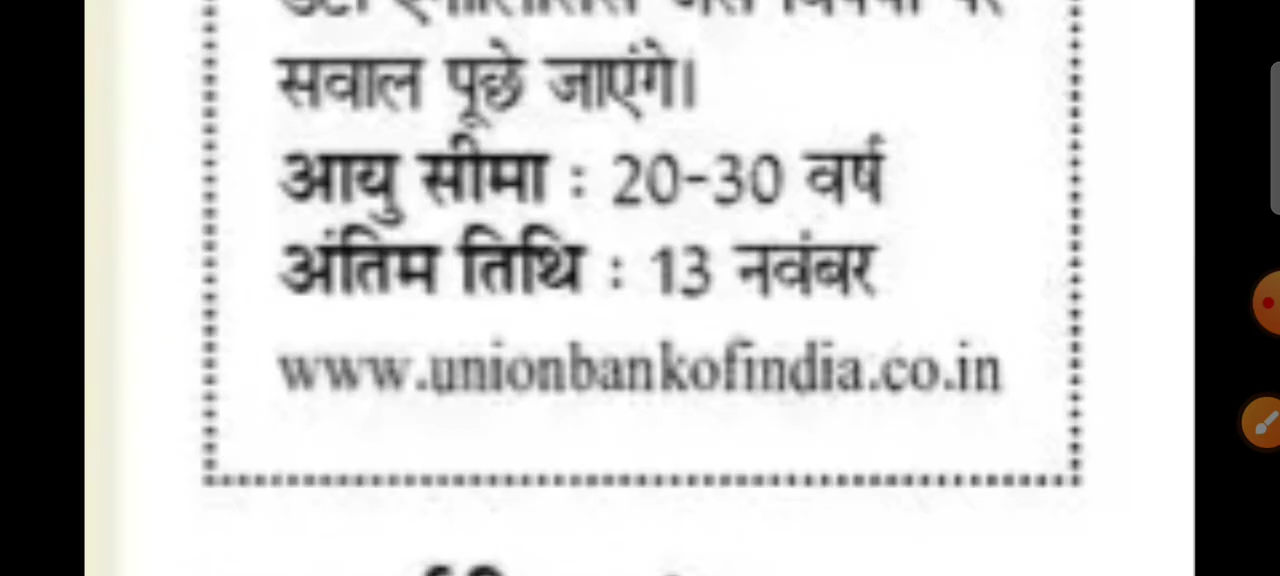 सवाल पूछे जाएंगे।
आयु सीमा : 20-30 वर्ष
अंतिम तिथि : 13 नवंबर
www.unionbankofindia.co.in